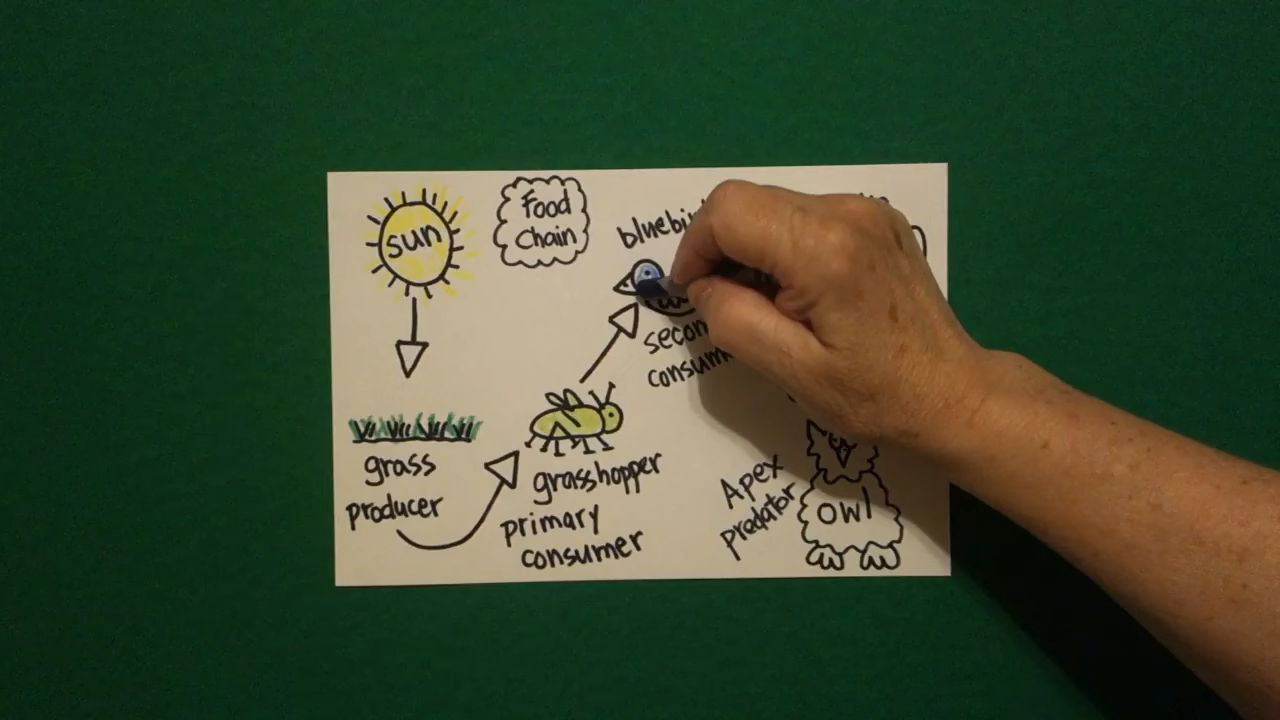 sun
Food
Chain
grass
producer
grasshopper
primary
consumer
Apex
predator
owl